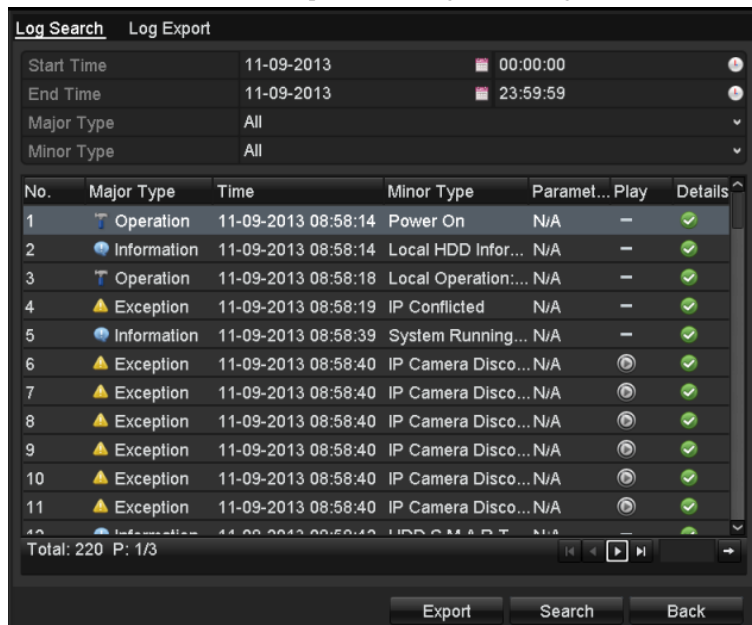 Log Search Log Export
Start Time 11-09-2013 00:00:00
End Time 11-09-2013 23:59:59
Major Type All
Minor Type All
No. Major Type Time Minor Type Paramet... Play Details
1 Operation 11-09-2013 08:58:14 Power On N/A –
2 Information 11-09-2013 08:58:14 Local HDD Infor... N/A –
3 Operation 11-09-2013 08:58:18 Local Operation:... N/A –
4 Exception 11-09-2013 08:58:19 IP Conflicted N/A –
5 Information 11-09-2013 08:58:39 System Running... N/A –
6 Exception 11-09-2013 08:58:40 IP Camera Disco... N/A
7 Exception 11-09-2013 08:58:40 IP Camera Disco... N/A
8 Exception 11-09-2013 08:58:40 IP Camera Disco... N/A
9 Exception 11-09-2013 08:58:40 IP Camera Disco... N/A
10 Exception 11-09-2013 08:58:40 IP Camera Disco... N/A
11 Exception 11-09-2013 08:58:40 IP Camera Disco... N/A
Total: 220 P: 1/3
Export Search Back